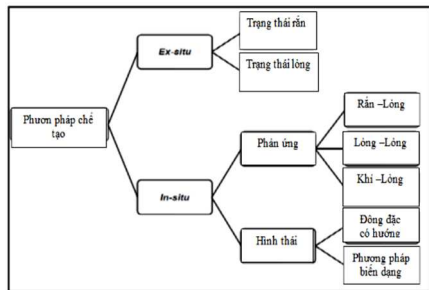 Trạng thái rắn
Ex-situ
Trạng thái lỏng
Phươn pháp chế
tạo
Rắn –Lỏng
Phản ứng
Lỏng –Lỏng
Khí –Lỏng
In-situ
Đông đặc
có hướng
Hình thái
Phương pháp
biến dạng